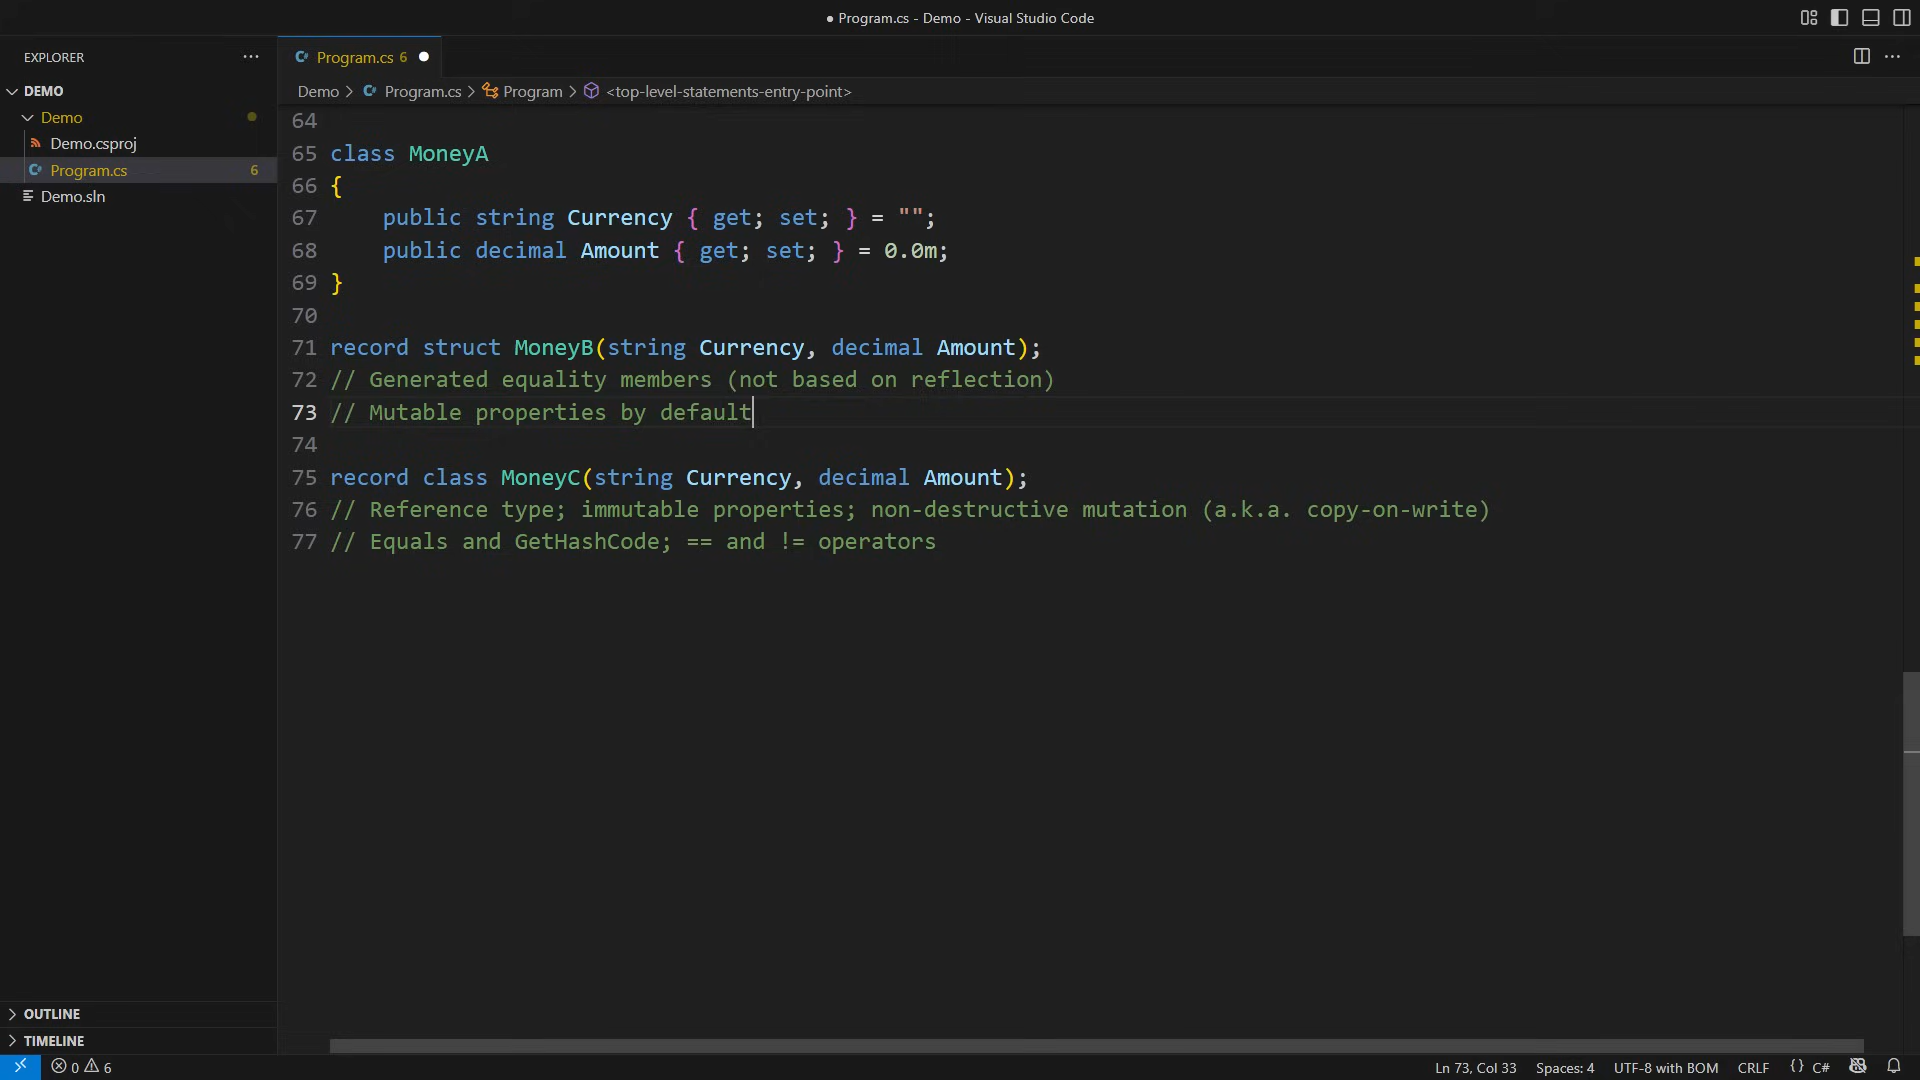 Program.cs - Demo - Visual Studio Code
EXPLORER
DEMO
Demo
Demo.csproj
Program.cs 6
Demo.sln
Program.cs 6
Demo > Program.cs > Program > <top-level-statements-entry-point>
64
65 class MoneyA
66 {
67 public string Currency { get; set; } = "";
68 public decimal Amount { get; set; } = 0.0m;
69 }
70
71 record struct MoneyB(string Currency, decimal Amount);
72 // Generated equality members (not based on reflection)
73 // Mutable properties by default
74
75 record class MoneyC(string Currency, decimal Amount);
76 // Reference type; immutable properties; non-destructive mutation (a.k.a. copy-on-write)
77 // Equals and GetHashCode; == and != operators
OUTLINE
TIMELINE
0 6
Ln 73, Col 33 Spaces: 4 UTF-8 with BOM CRLF {} C#